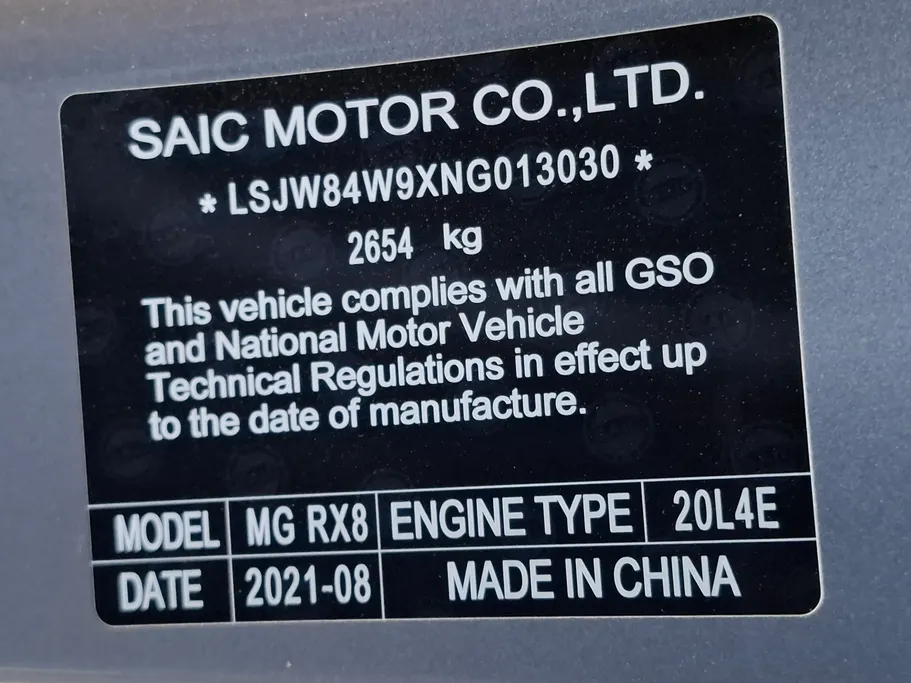 SAIC MOTOR CO.,LTD.
* LSJW84W9XNG013030 *
2654 kg
This vehicle complies with all GSO
and National Motor Vehicle
Technical Regulations in effect up
to the date of manufacture.
MODEL MG RX8 ENGINE TYPE 20L4E
DATE 2021-08 MADE IN CHINA